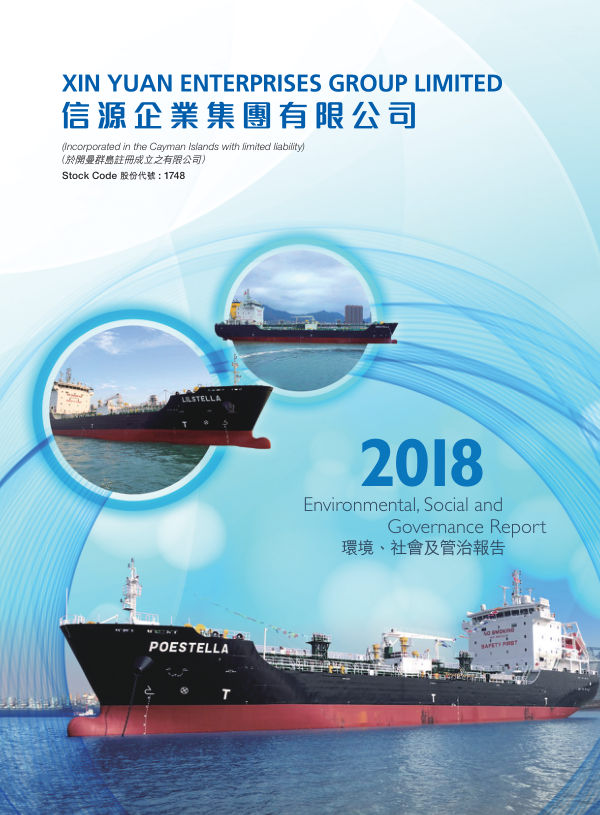 XIN YUAN ENTERPRISES GROUP LIMITED
信源企業集團有限公司
(Incorporated in the Cayman Islands with limited liability)
(於開曼群島註冊成立之有限公司)
Stock Code 股份代號 : 1748
LILSTELLA
2018
Environmental, Social and
Governance Report
環境、社會及管治報告
POESTELLA
NO SMOKING
SAFETY FIRST
T
T
T